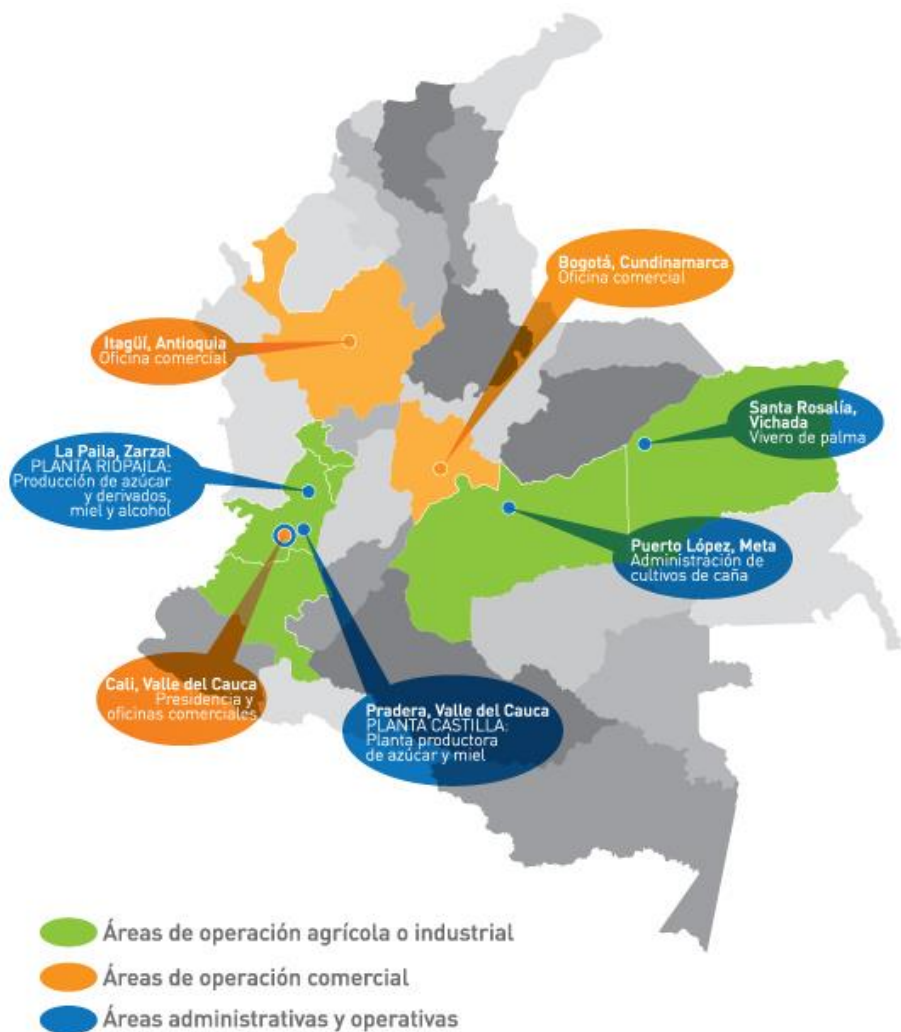 Bogotá, Cundinamarca
Oficina comercial
Itagüí, Antioquia
Oficina comercial
Santa Rosalía,
Vichada
Vivero de palma
La Paila, Zarzal
PLANTA RIOPAILA:
Producción de azúcar
y derivados,
miel y alcohol
Puerto López, Meta
Administración de
cultivos de caña
Cali, Valle del Cauca
Presidencia y
oficinas comerciales
Pradera, Valle del Cauca
PLANTA CASTILLA:
Planta productora
de azúcar y miel
Áreas de operación agrícola o industrial
Áreas de operación comercial
Áreas administrativas y operativas